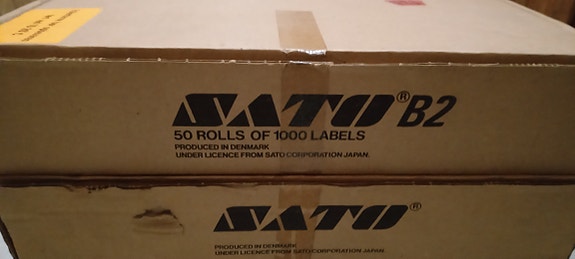 SATO® B2
50 ROLLS OF 1000 LABELS
PRODUCED IN DENMARK
UNDER LICENCE FROM SATO CORPORATION JAPAN.
SATO®
PRODUCED IN DENMARK
UNDER LICENCE FROM SATO CORPORATION JAPAN.